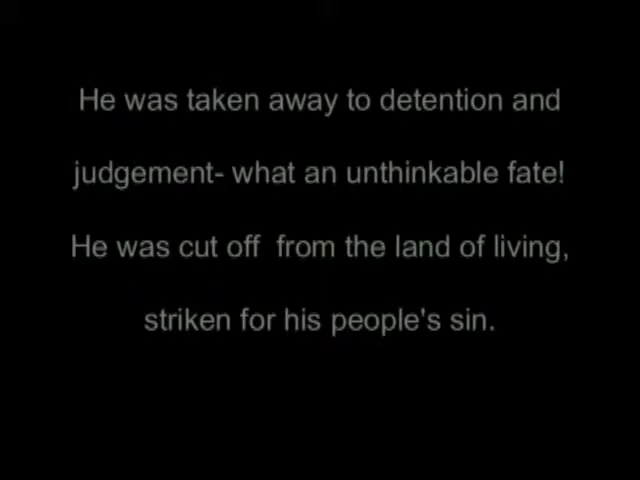 He was taken away to detention and
judgement- what an unthinkable fate!
He was cut off  from the land of living,
striken for his people's sin.